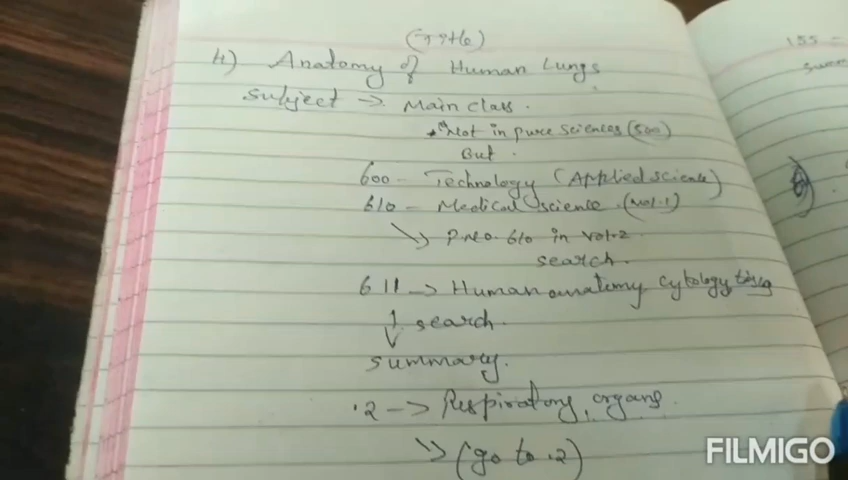 (Title)
4) Anatomy of Human Lungs
Subject → Main class.
Not in pure sciences (500)
But.
600 - Technology (Applied science)
610 - Medical science. (vol-1)
P.no. 610 in vol-2
search.
611 → Human anatomy cytology
search.
summary.
.2 → Respiratory organs.
(go to .2)
155 -
FILMIGO